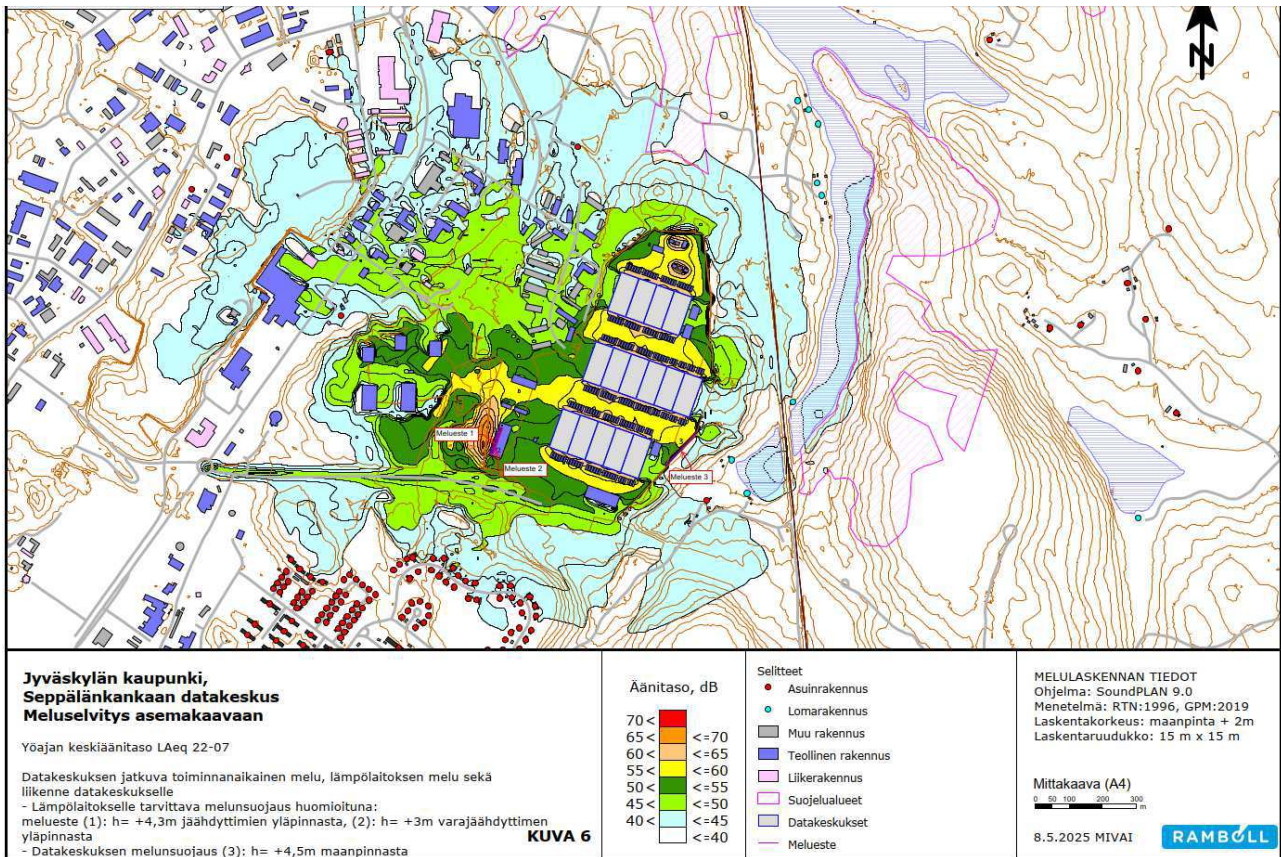 N
Melueste 1
Melueste 2
Melueste 3
Jyväskylän kaupunki,
Seppälänkankaan datakeskus
Meluselvitys asemakaavaan
Yöajan keskiäänitaso LAeq 22-07
Datakeskuksen jatkuva toiminnanaikainen melu, lämpölaitoksen melu sekä
liikenne datakeskukselle
- Lämpölaitokselle tarvittava melunsuojaus huomioituna:
melueste (1): h= +4,3m jäähdyttimien yläpinnasta, (2): h= +3m varajäähdyttimen
yläpinnasta
- Datakeskuksen melunsuojaus (3): h= +4,5m maanpinnasta
KUVA 6
Äänitaso, dB
70 <
65 < <=70
60 < <=65
55 < <=60
50 < <=55
45 < <=50
40 < <=45
<=40
Selitteet
Asuinrakennus
Lomarakennus
Muu rakennus
Teollinen rakennus
Liikerakennus
Suojelualueet
Datakeskukset
Melueste
MELULASKENNAN TIEDOT
Ohjelma: SoundPLAN 9.0
Menetelmä: RTN:1996, GPM:2019
Laskentakorkeus: maanpinta + 2m
Laskentaruudukko: 15 m x 15 m
Mittakaava (A4)
0 50 100 200 300
m
8.5.2025 MIVAI
RAMBOLL